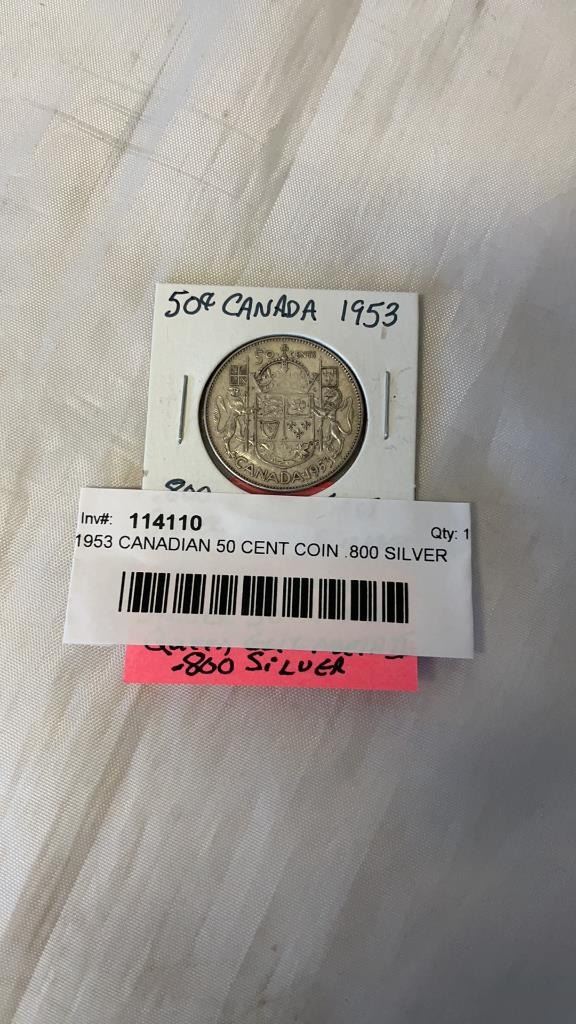 50¢ CANADA 1953
50 CENTS
CANADA 1953
Inv#: 114110
Qty: 1
1953 CANADIAN 50 CENT COIN .800 SILVER
.800 SILVER